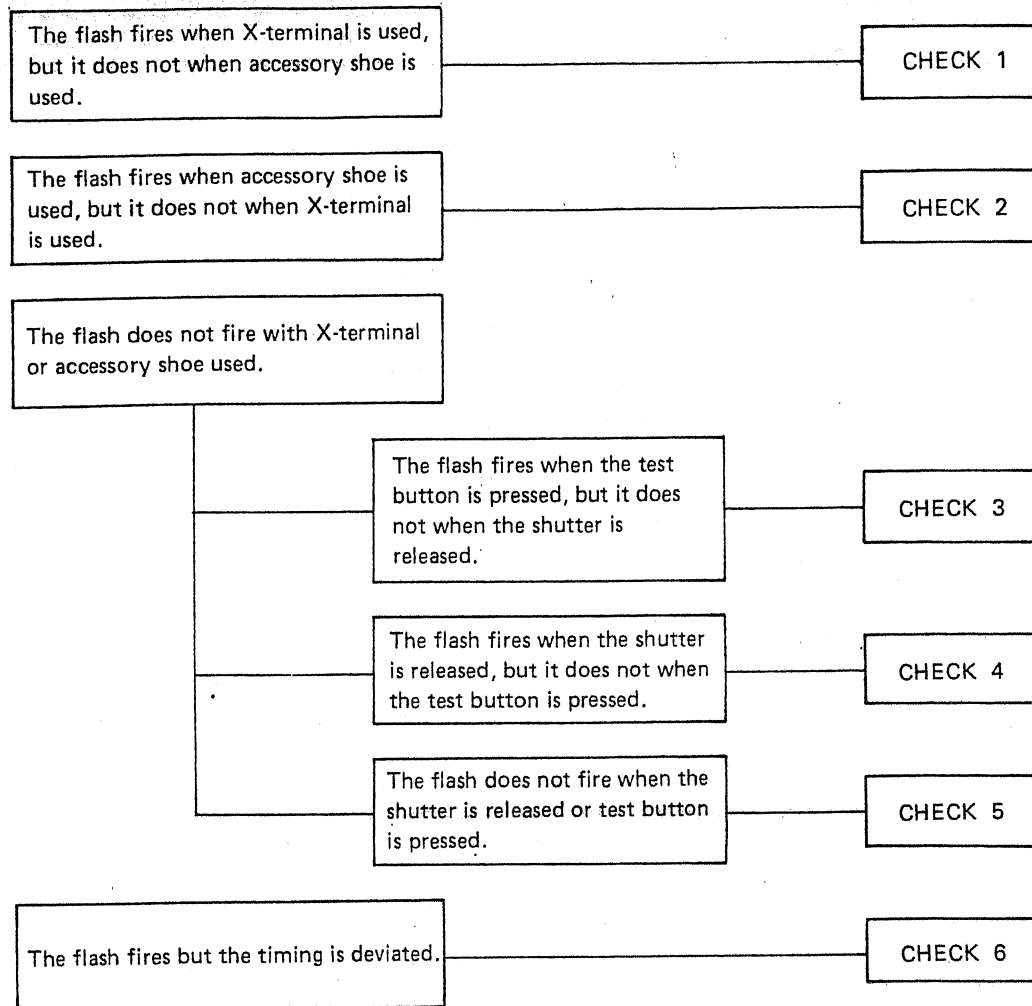 The flash fires when X-terminal is used,
but it does not when accessory shoe is
used.
CHECK 1
The flash fires when accessory shoe is
used, but it does not when X-terminal
is used.
CHECK 2
The flash does not fire with X-terminal
or accessory shoe used.
The flash fires when the test
button is pressed, but it does
not when the shutter is
released.
CHECK 3
The flash fires when the shutter
is released, but it does not when
the test button is pressed.
CHECK 4
The flash does not fire when the
shutter is released or test button
is pressed.
CHECK 5
The flash fires but the timing is deviated.
CHECK 6